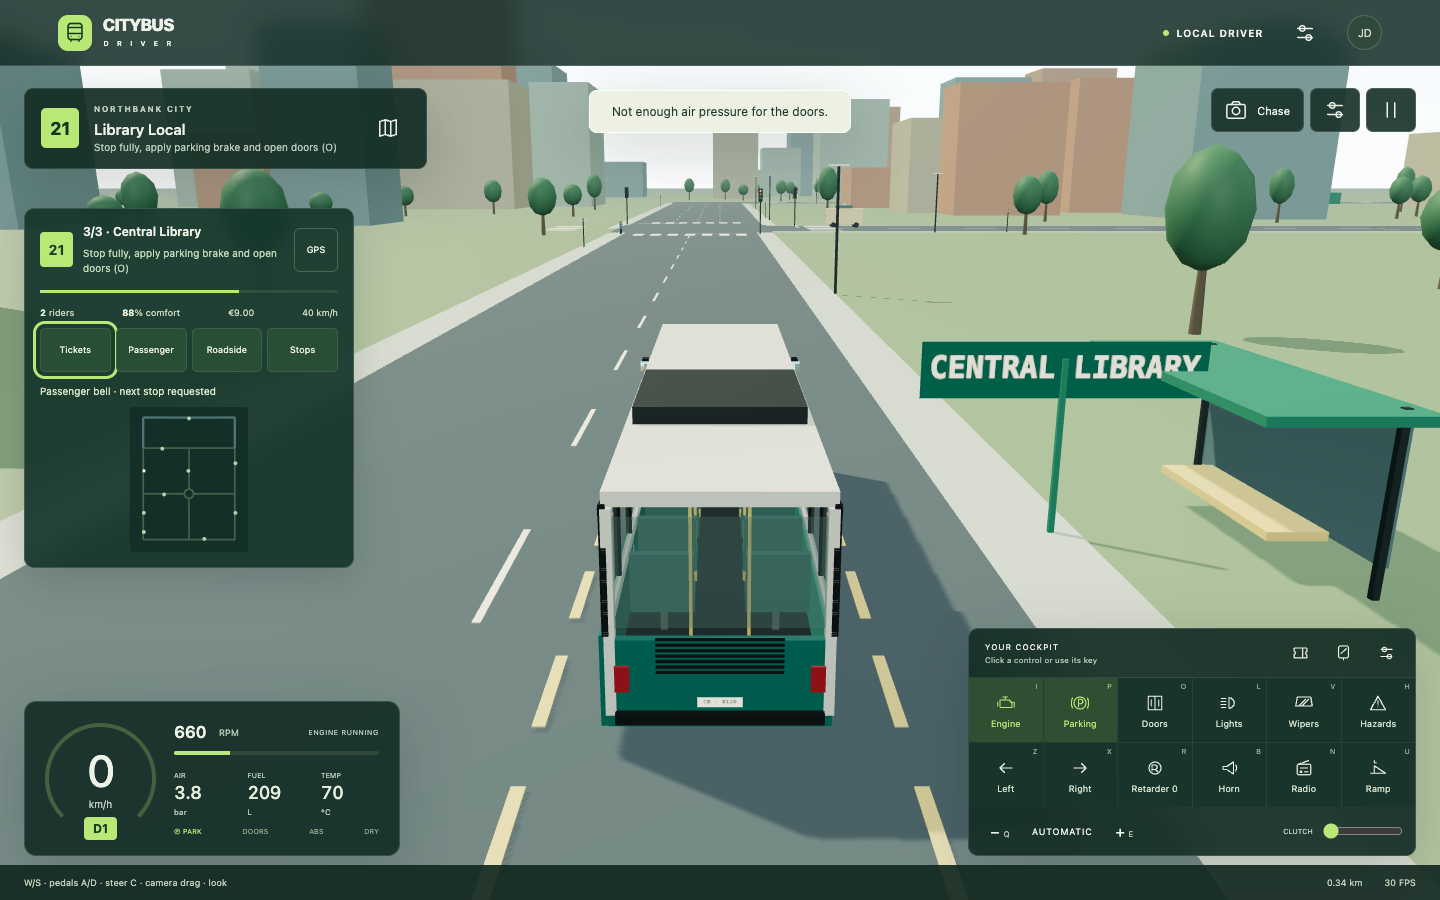 CITYBUS
DRIVER
LOCAL DRIVER
JD
21
NORTHBANK CITY
Library Local
Stop fully, apply parking brake and open doors (O)
Not enough air pressure for the doors.
Chase
21
3/3 · Central Library
Stop fully, apply parking brake and open
doors (O)
GPS
2 riders
88% comfort
€9.00
40 km/h
Tickets
Passenger
Roadside
Stops
Passenger bell · next stop requested
CENTRAL LIBRARY
0
km/h
D1
660 RPM
ENGINE RUNNING
AIR
3.8
bar
FUEL
209
L
TEMP
70
°C
℗ PARK
DOORS
ABS
DRY
YOUR COCKPIT
Click a control or use its key
I
Engine
P
Parking
O
Doors
L
Lights
V
Wipers
H
Hazards
Z
Left
X
Right
R
Retarder 0
B
Horn
N
Radio
U
Ramp
− Q
AUTOMATIC
+ E
CLUTCH
W/S · pedals A/D · steer C · camera drag · look
0.34 km
30 FPS